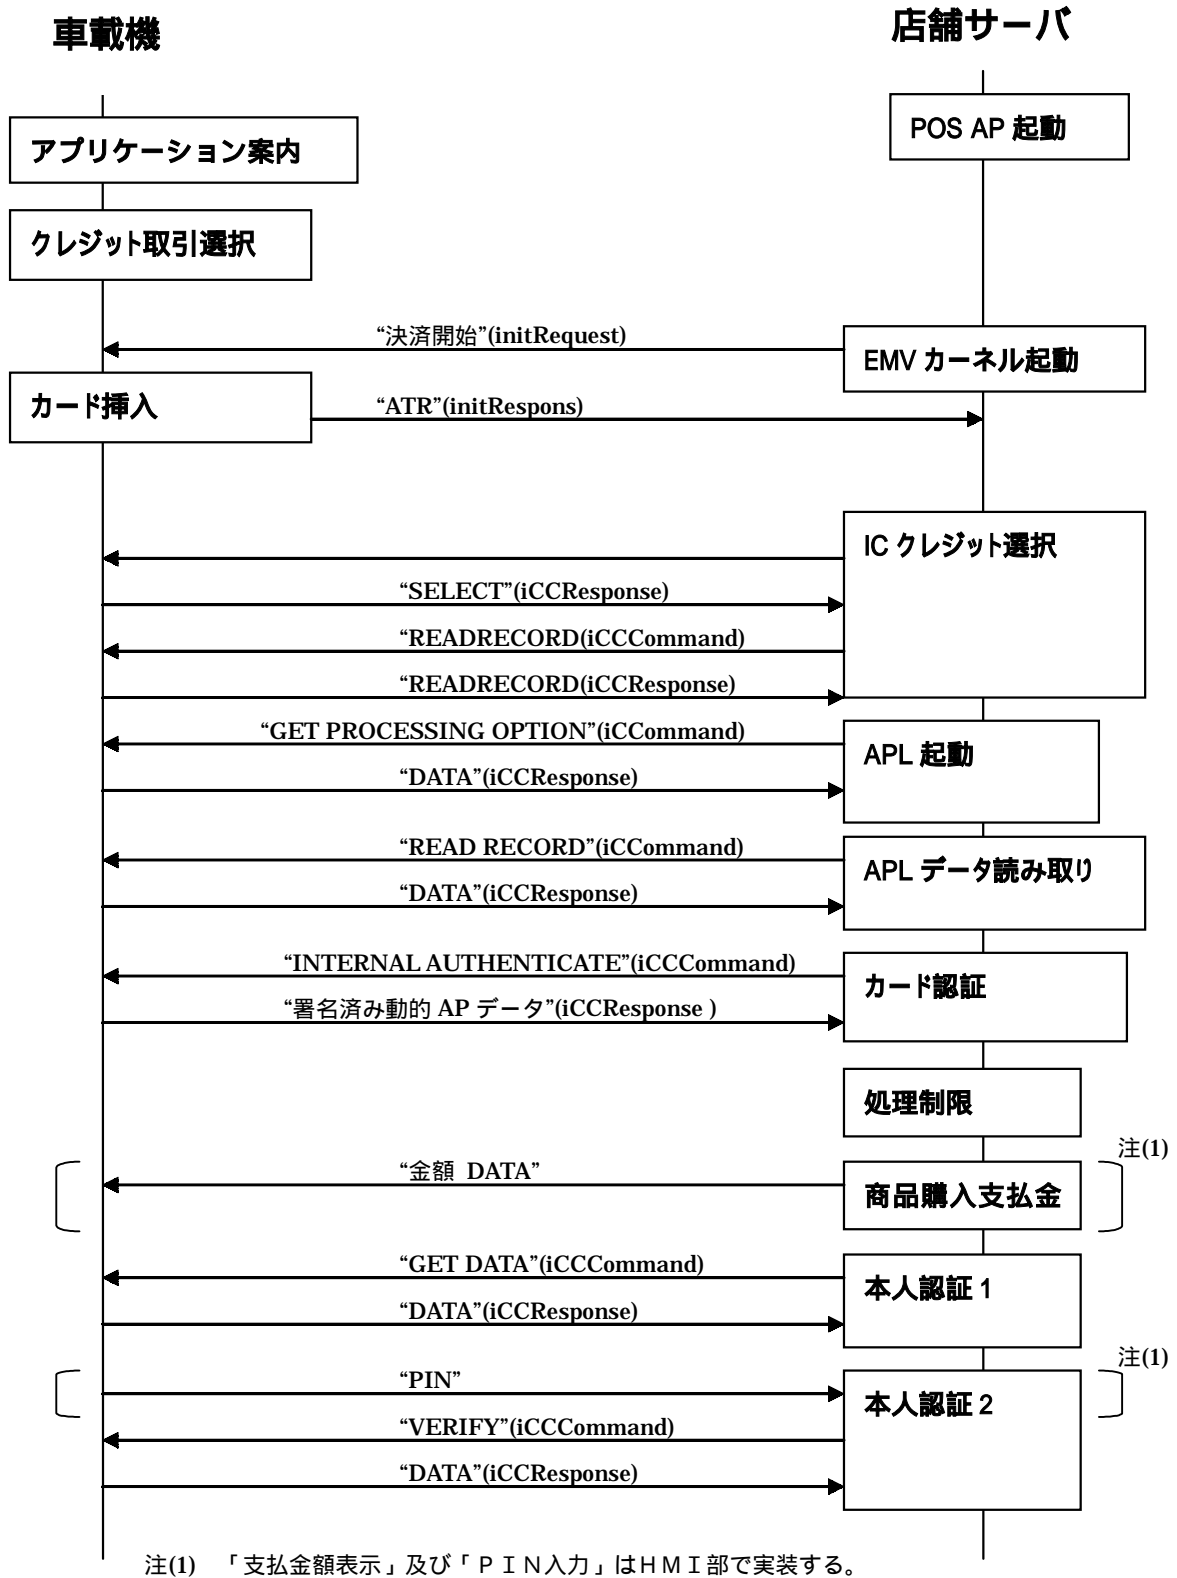 車載機
店舗サーバ
POS AP 起動
アプリケーション案内
クレジット取引選択
“決済開始”(initRequest)
EMV カーネル起動
カード挿入
“ATR”(initRespons)
IC クレジット選択
“SELECT”(iCCResponse)
“READRECORD(iCCCommand)
“READRECORD(iCCResponse)
“GET PROCESSING OPTION”(iCCommand)
APL 起動
“DATA”(iCCResponse)
“READ RECORD”(iCCommand)
APL データ読み取り
“DATA”(iCCResponse)
“INTERNAL AUTHENTICATE”(iCCCommand)
カード認証
“署名済み動的 AP データ”(iCCResponse )
処理制限
注(1)
“金額 DATA”
商品購入支払金
“GET DATA”(iCCCommand)
本人認証 1
“DATA”(iCCResponse)
注(1)
“PIN”
本人認証 2
“VERIFY”(iCCCommand)
“DATA”(iCCResponse)
注(1) 「支払金額表示」及び「ＰＩＮ入力」はＨＭＩ部で実装する。